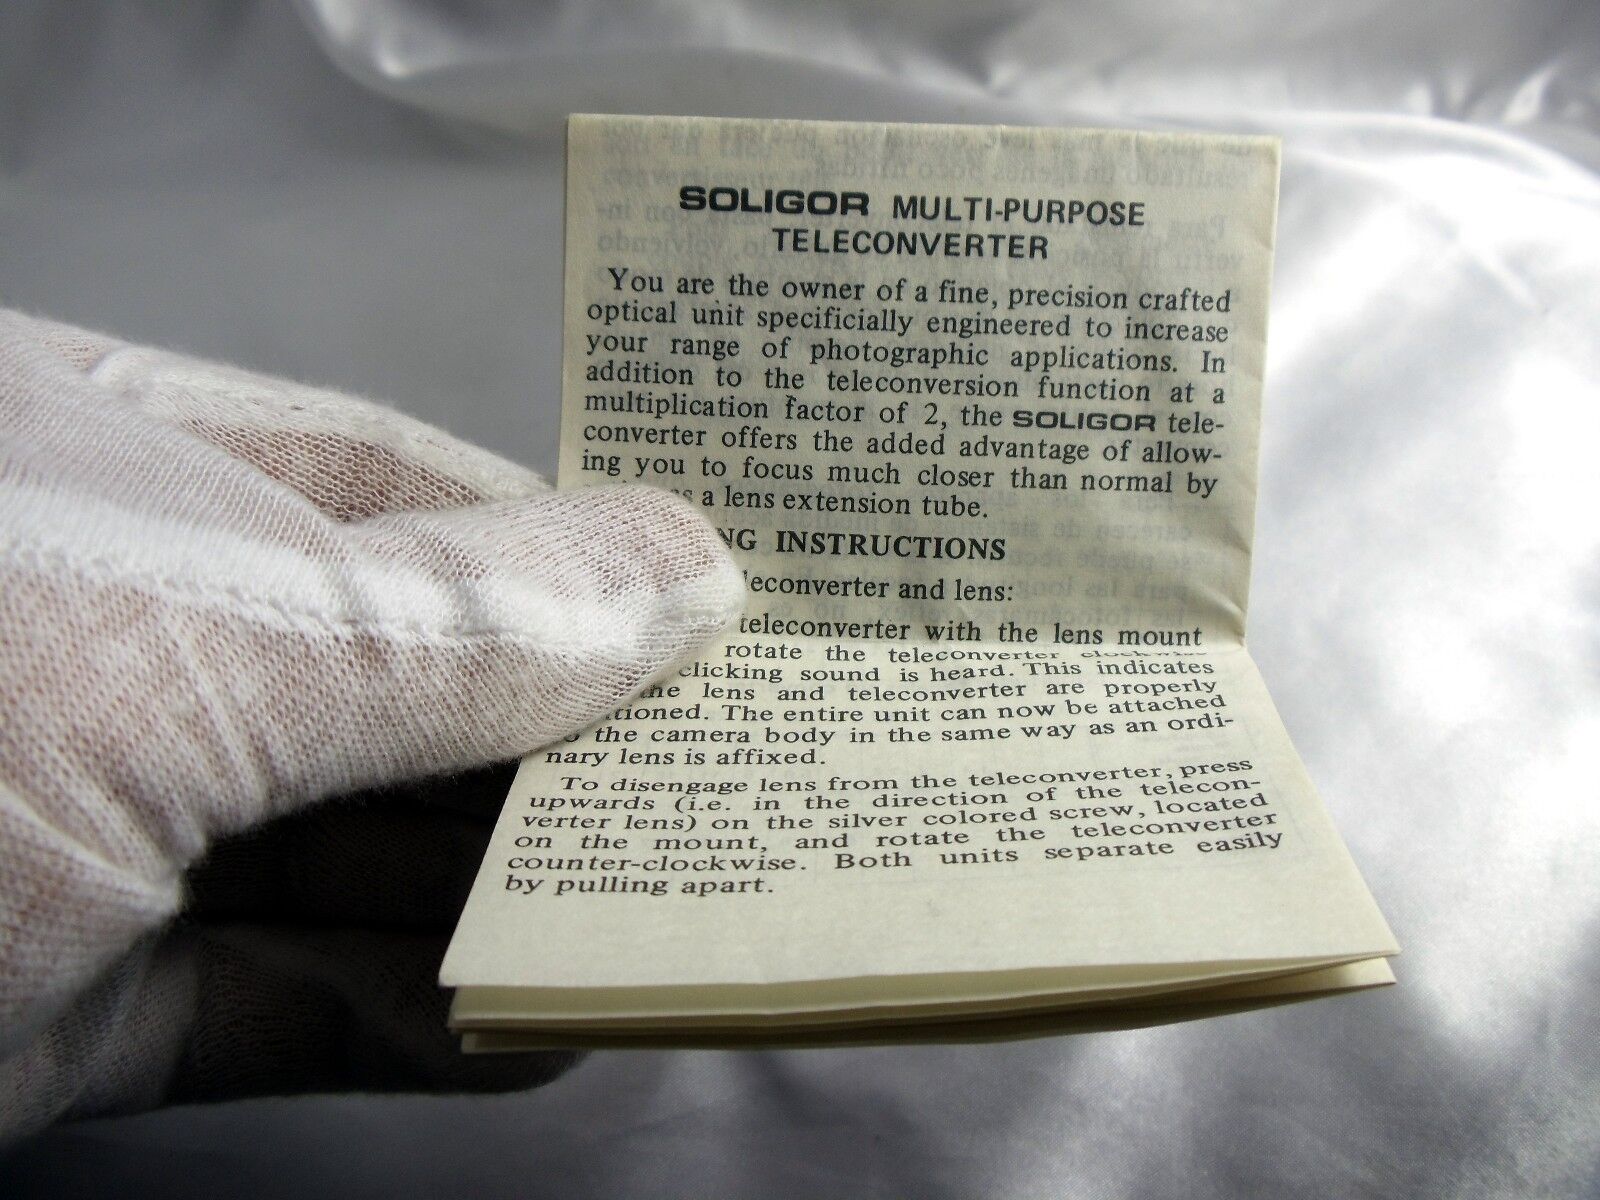 SOLIGOR MULTI-PURPOSE
TELECONVERTER
You are the owner of a fine, precision crafted
optical unit specificially engineered to increase
your range of photographic applications. In
addition to the teleconversion function at a
multiplication factor of 2, the SOLIGOR tele-
converter offers the added advantage of allow-
ing you to focus much closer than normal by
a lens extension tube.
NG INSTRUCTIONS
leconverter and lens:
teleconverter with the lens mount
rotate the teleconverter clockwise
clicking sound is heard. This indicates
he lens and teleconverter are properly
tioned. The entire unit can now be attached
the camera body in the same way as an ordi-
nary lens is affixed.
To disengage lens from the teleconverter, press
upwards (i.e. in the direction of the telecon-
verter lens) on the silver colored screw, located
on the mount, and rotate the teleconverter
counter-clockwise. Both units separate easily
by pulling apart.